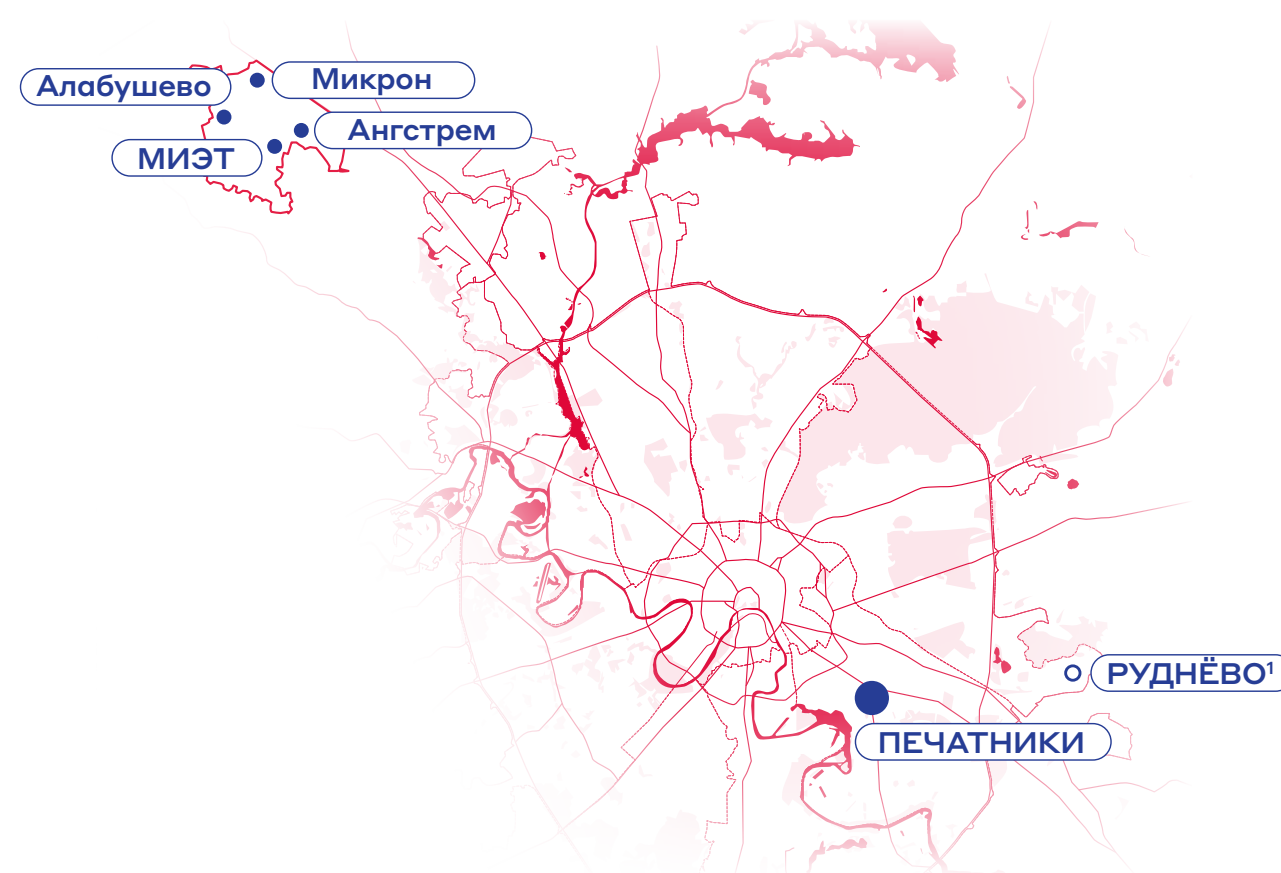 Алабушево
Микрон
Ангстрем
МИЭТ
РУДНЁВО¹
ПЕЧАТНИКИ